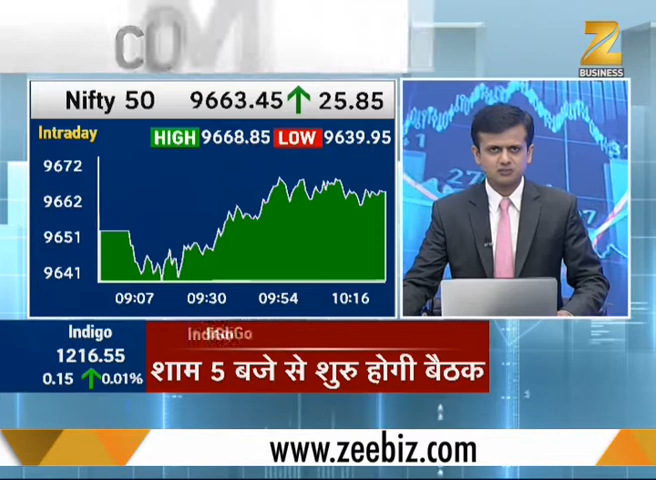 COM
Z
BUSINESS
Nifty 50 9663.45 25.85
Intraday HIGH 9668.85 LOW 9639.95
9672
9662
9651
9641
09:07 09:30 09:54 10:16
27
Indigo
1216.55
0.15 0.01%
शाम 5 बजे से शुरु होगी बैठक
www.zeebiz.com